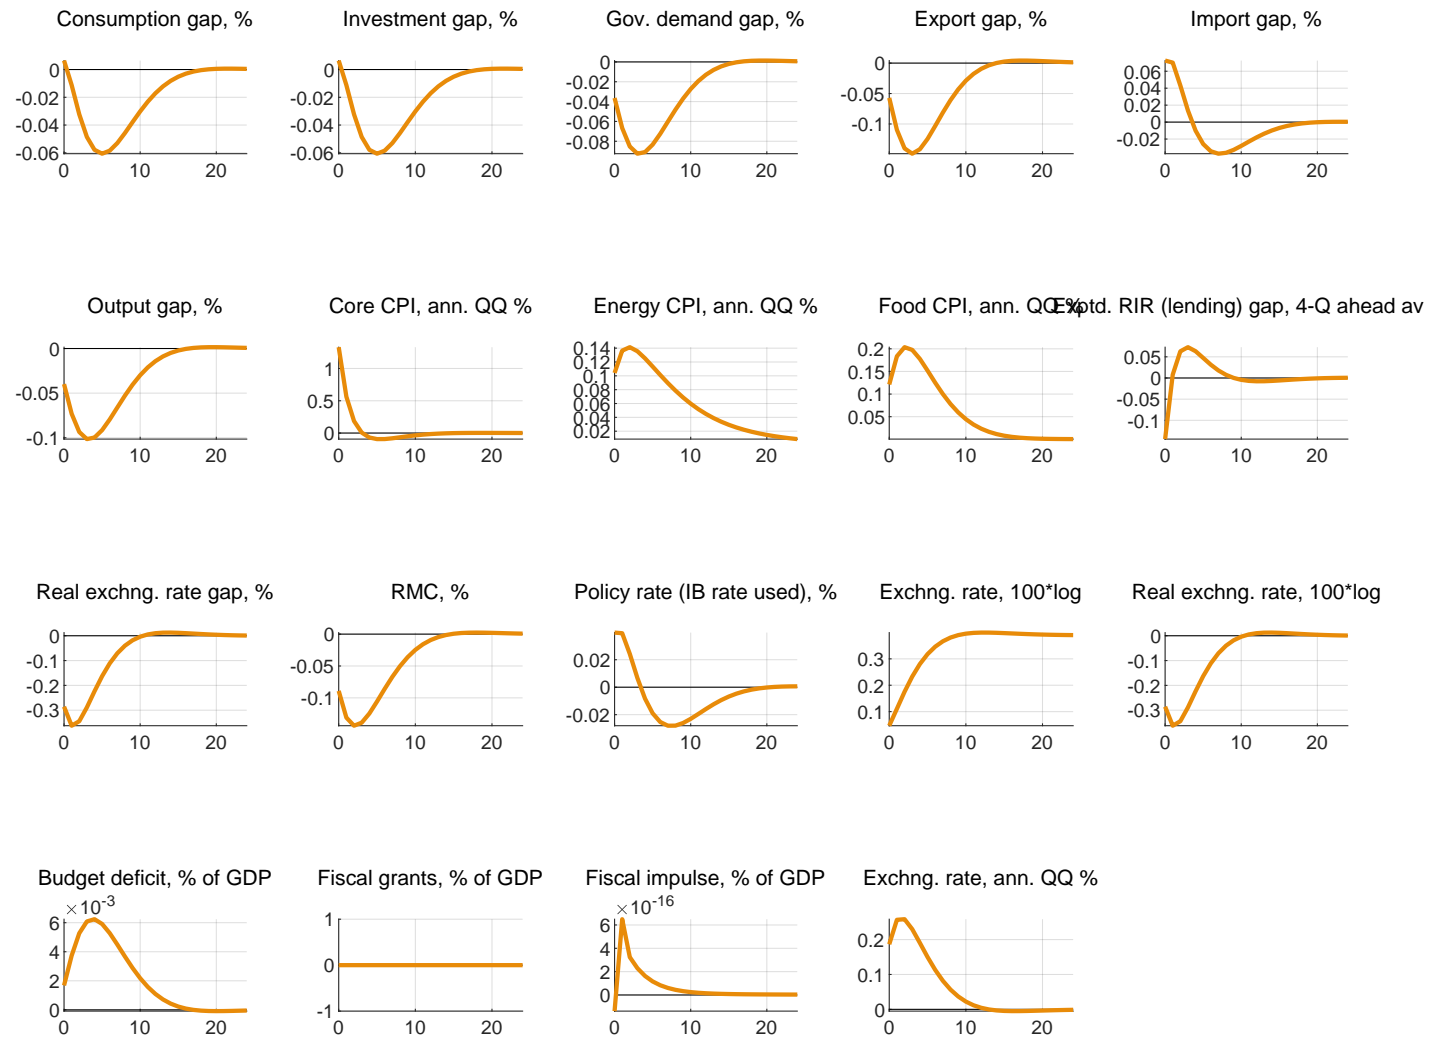 Consumption gap, %
Investment gap, %
Gov. demand gap, %
Export gap, %
Import gap, %
0
-0.02
-0.04
-0.06
0 10 20
0
-0.02
-0.04
-0.06
0 10 20
-0.00
-0.02
-0.04
-0.06
-0.08
0 10 20
0
-0.05
-0.1
0 10 20
0.06
0.04
0.02
0
-0.02
0 10 20
Output gap, %
Core CPI, ann. QQ %
Energy CPI, ann. QQ %
Food CPI, ann. QQ %
Exptd. RIR (lending) gap, 4-Q ahead av
0
-0.05
-0.1
0 10 20
1
0.5
0
0 10 20
0.14
0.12
0.1
0.08
0.06
0.04
0.02
0 10 20
0.2
0.15
0.1
0.05
0 10 20
0.05
0
-0.05
-0.1
0 10 20
Real exchng. rate gap, %
RMC, %
Policy rate (IB rate used), %
Exchng. rate, 100*log
Real exchng. rate, 100*log
0
-0.1
-0.2
-0.3
0 10 20
0
-0.05
-0.1
0 10 20
0.02
0
-0.02
0 10 20
0.3
0.2
0.1
0 10 20
0
-0.1
-0.2
-0.3
0 10 20
Budget deficit, % of GDP
Fiscal grants, % of GDP
Fiscal impulse, % of GDP
Exchng. rate, ann. QQ %
×10-3
6
4
2
0
0 10 20
1
0
-1
0 10 20
×10-16
6
4
2
0
0 10 20
0.2
0.1
0
0 10 20